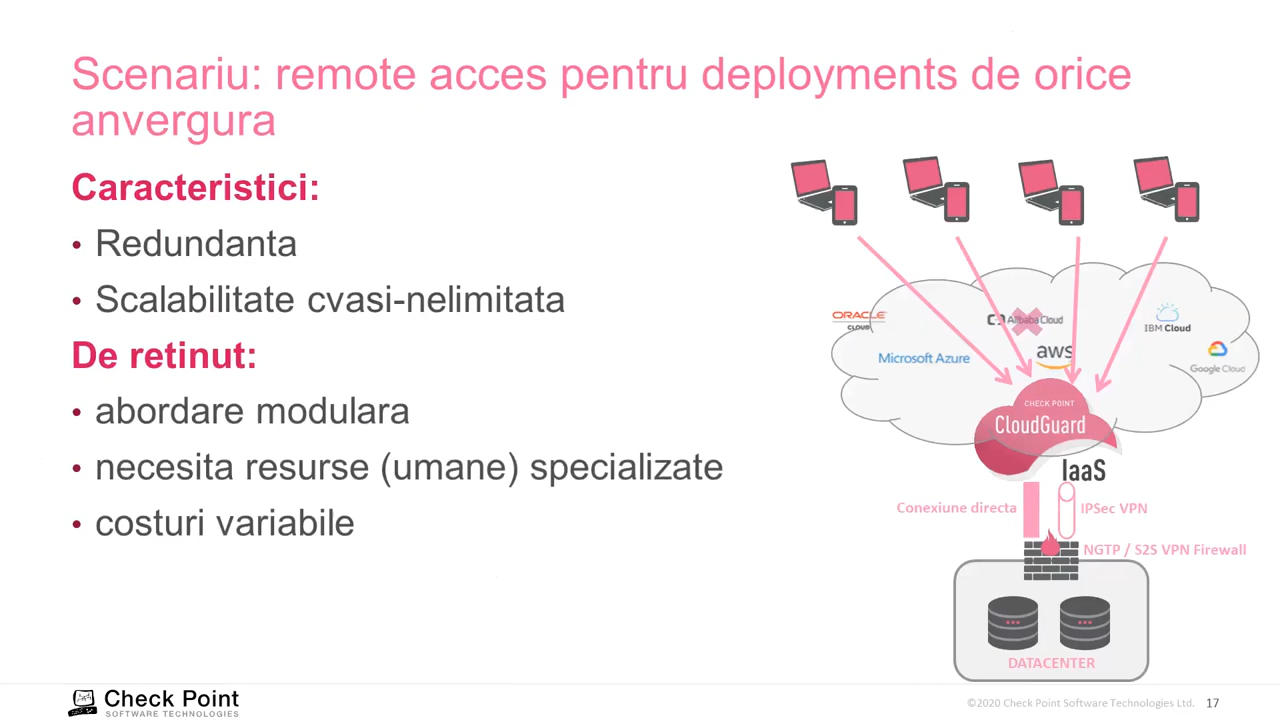 Scenariu: remote acces pentru deployments de orice
anvergura
Caracteristici:
• Redundanta
• Scalabilitate cvasi-nelimitata
De retinut:
• abordare modulara
• necesita resurse (umane) specializate
• costuri variabile
ORACLE
CLOUD
Alibaba Cloud
IBM Cloud
Microsoft Azure
aws
Google Cloud
CHECK POINT
CloudGuard
IaaS
Conexiune directa
IPSec VPN
NGTP / S2S VPN Firewall
DATACENTER
Check Point
SOFTWARE TECHNOLOGIES
©2020 Check Point Software Technologies Ltd. 17